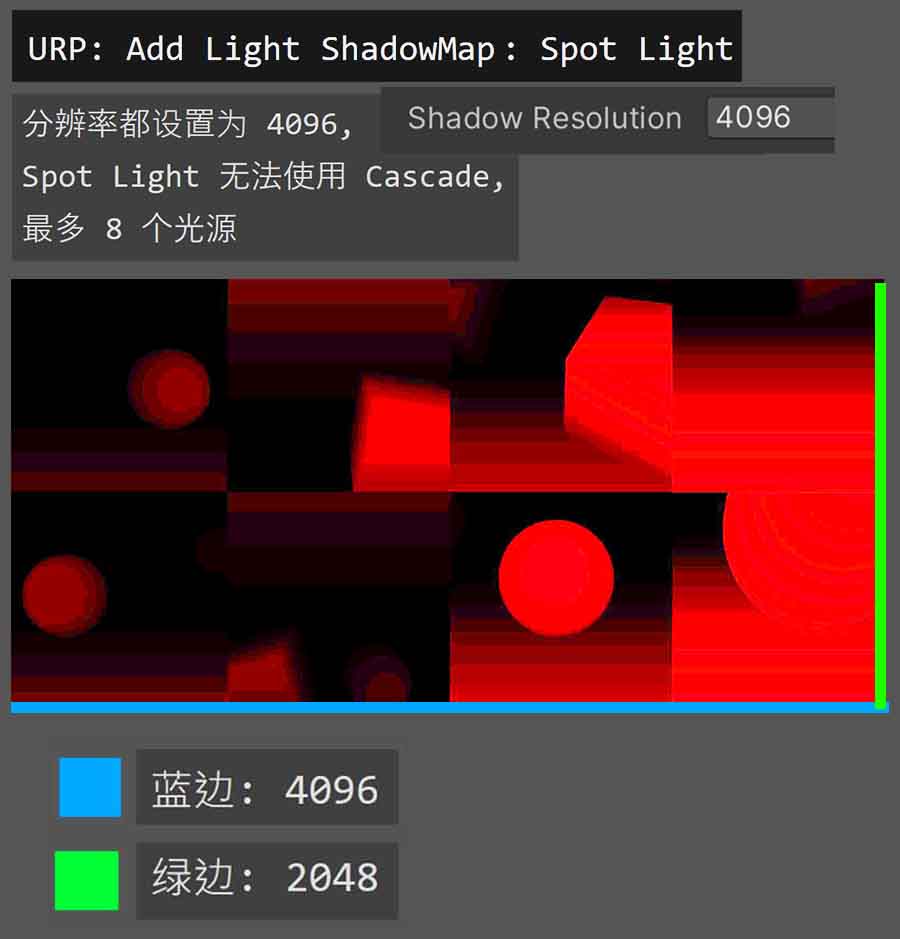 URP: Add Light ShadowMap: Spot Light
分辨率都设置为 4096,
Shadow Resolution 4096
Spot Light 无法使用 Cascade,
最多 8 个光源
蓝边: 4096
绿边: 2048